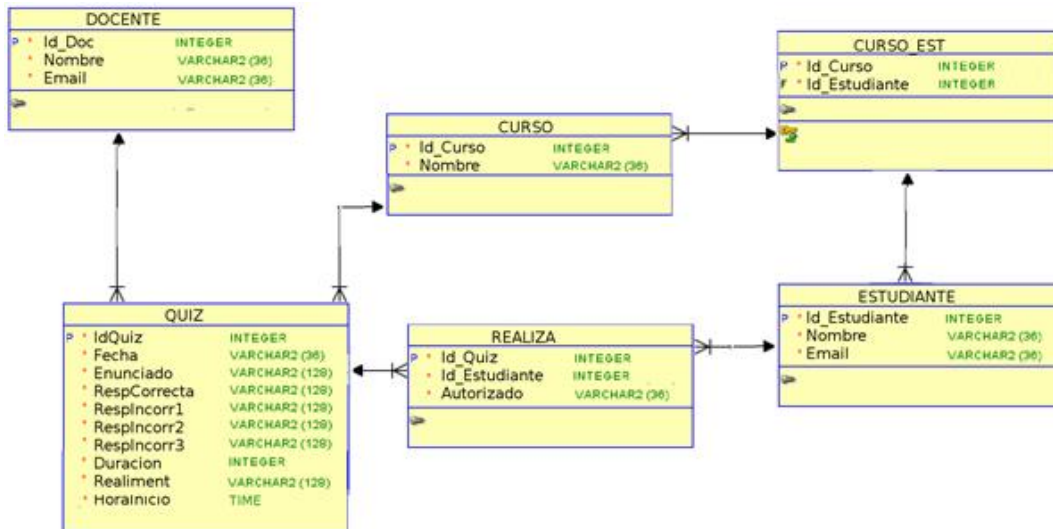 DOCENTE
P * Id_Doc INTEGER
* Nombre VARCHAR2 (36)
* Email VARCHAR2 (36)
CURSO_EST
P * Id_Curso INTEGER
F * Id_Estudiante INTEGER
CURSO
P * Id_Curso INTEGER
* Nombre VARCHAR2 (36)
QUIZ
P * IdQuiz INTEGER
* Fecha VARCHAR2 (36)
* Enunciado VARCHAR2 (128)
* RespCorrecta VARCHAR2 (128)
* RespIncorr1 VARCHAR2 (128)
* RespIncorr2 VARCHAR2 (128)
* RespIncorr3 VARCHAR2 (128)
* Duracion INTEGER
* Realiment VARCHAR2 (128)
* HoraInicio TIME
REALIZA
P * Id_Quiz INTEGER
* Id_Estudiante INTEGER
* Autorizado VARCHAR2 (36)
ESTUDIANTE
P * Id_Estudiante INTEGER
* Nombre VARCHAR2 (36)
* Email VARCHAR2 (36)